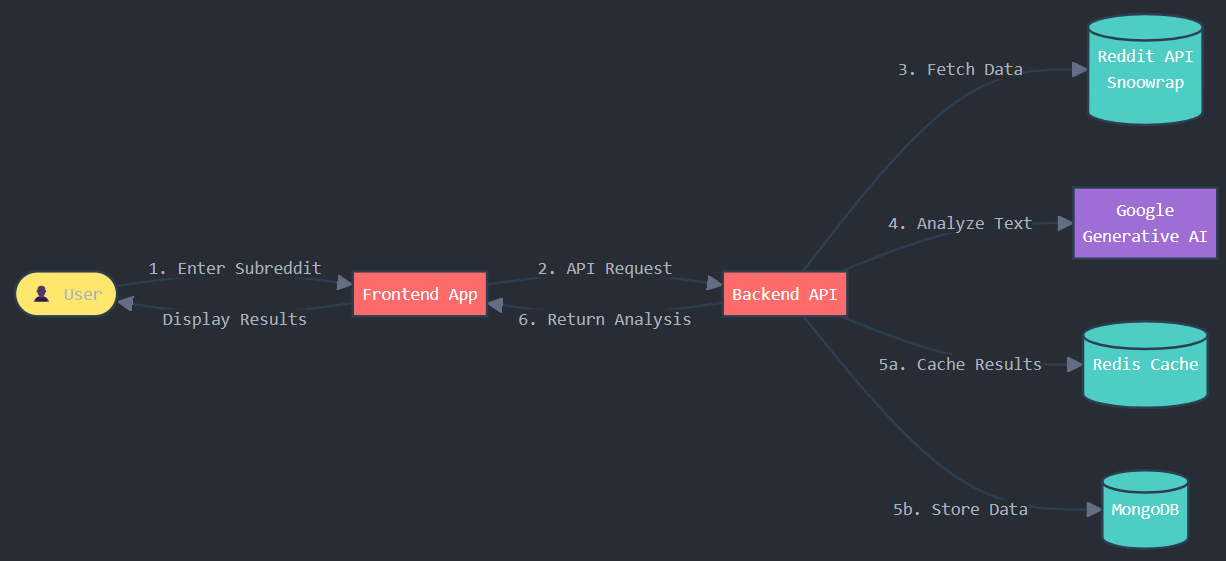 👤 User
1. Enter Subreddit
Display Results
Frontend App
2. API Request
6. Return Analysis
Backend API
3. Fetch Data
Reddit API
Snoowrap
4. Analyze Text
Google
Generative AI
5a. Cache Results
Redis Cache
5b. Store Data
MongoDB